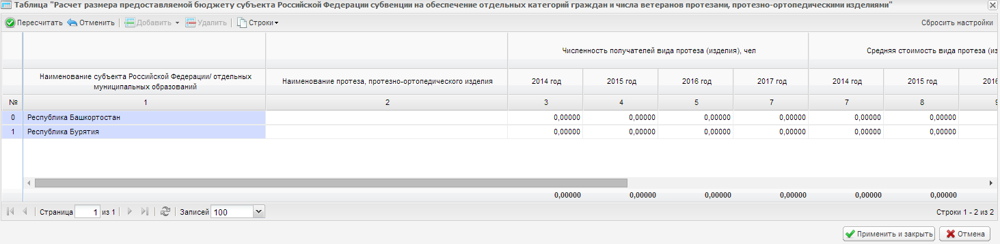 Таблица "Расчет размера предоставляемой бюджету субъекта Российской Федерации субвенции на обеспечение отдельных категорий граждан и числа ветеранов протезами, протезно-ортопедическими изделиями"
Пересчитать Отменить Добавить Удалить Строки Сбросить настройки
Численность получателей вида протеза (изделия), чел Средняя стоимость вида протеза (из
Наименование субъекта Российской Федерации/ отдельных
муниципальных образований
Наименование протеза, протезно-ортопедического изделия
2014 год 2015 год 2016 год 2017 год 2014 год 2015 год 2016
№ 1 2 3 4 5 7 7 8 9
0 Республика Башкортостан 0,00000 0,00000 0,00000 0,00000 0,00000 0,00000
1 Республика Бурятия 0,00000 0,00000 0,00000 0,00000 0,00000 0,00000
0,00000 0,00000 0,00000 0,00000 0,00000 0,00000
Страница 1 из 1 Записей 100 Строки 1 - 2 из 2
Применить и закрыть Отмена